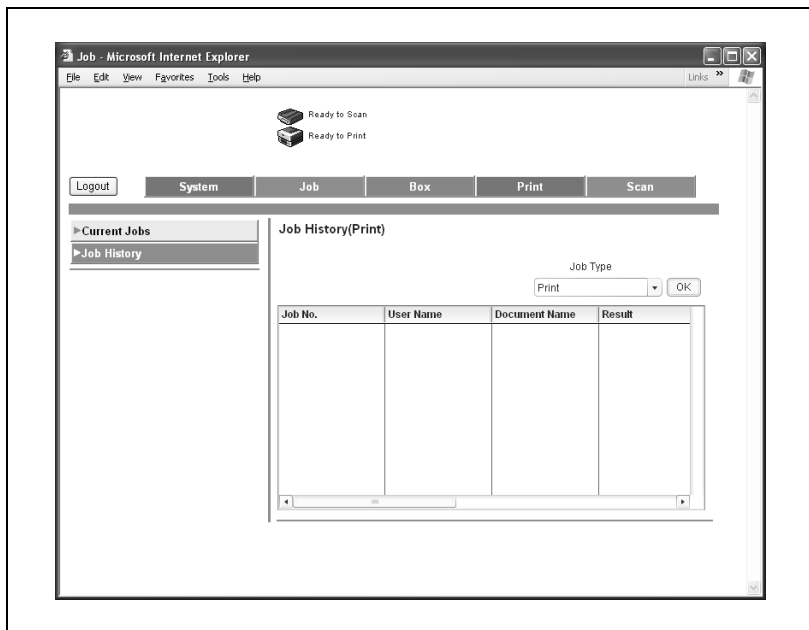 Job - Microsoft Internet Explorer
File Edit View Favorites Tools Help Links »
Ready to Scan
Ready to Print
Logout System Job Box Print Scan
Current Jobs
Job History
Job History(Print)
Job Type
Print OK
Job No. User Name Document Name Result